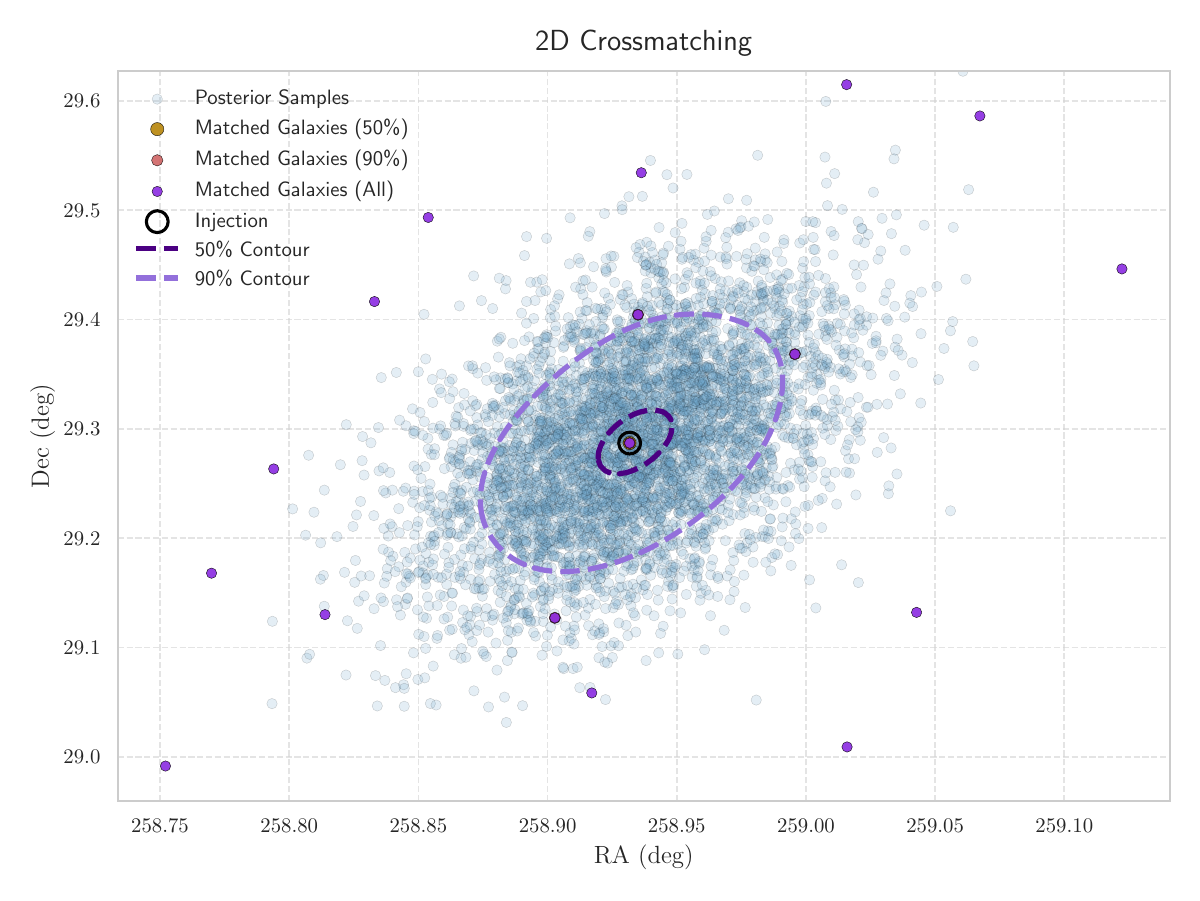 2D Crossmatching
Posterior Samples
Matched Galaxies (50%)
Matched Galaxies (90%)
Matched Galaxies (All)
Injection
50% Contour
90% Contour
Dec (deg)
29.6
29.5
29.4
29.3
29.2
29.1
29.0
258.75 258.80 258.85 258.90 258.95 259.00 259.05 259.10
RA (deg)